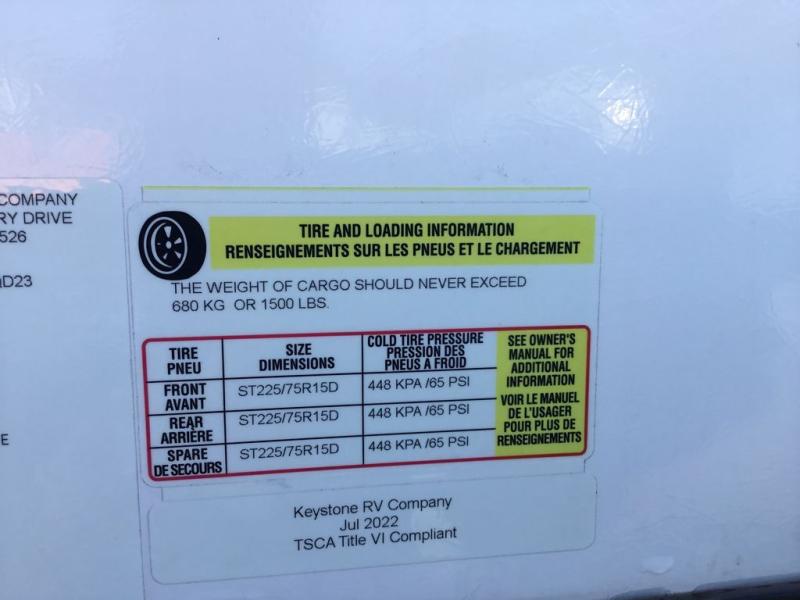 COMPANY
RY DRIVE
526
D23
E
TIRE AND LOADING INFORMATION
RENSEIGNEMENTS SUR LES PNEUS ET LE CHARGEMENT
THE WEIGHT OF CARGO SHOULD NEVER EXCEED
680 KG OR 1500 LBS.
TIRE
PNEU
SIZE
DIMENSIONS
COLD TIRE PRESSURE
PRESSION DES
PNEUS A FROID
FRONT
AVANT
ST225/75R15D
448 KPA /65 PSI
REAR
ARRIÈRE
ST225/75R15D
448 KPA /65 PSI
SPARE
DE SECOURS
ST225/75R15D
448 KPA /65 PSI
SEE OWNER'S
MANUAL FOR
ADDITIONAL
INFORMATION
VOIR LE MANUEL
DE L'USAGER
POUR PLUS DE
RENSEIGNEMENTS
Keystone RV Company
Jul 2022
TSCA Title VI Compliant